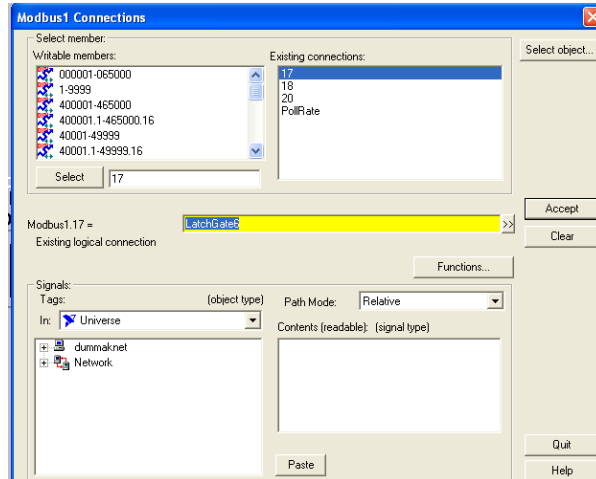 Modbus1 Connections
Select member:
Writable members:
000001-065000
1-9999
400001-465000
400001.1-465000.16
40001-49999
40001.1-49999.16
Select
17
Existing connections:
17
18
20
PollRate
Select object...
Modbus1.17 =
LatchGate6
>>
Existing logical connection
Accept
Clear
Functions...
Signals:
Tags:
(object type)
In:
Universe
dummaknet
Network
Path Mode:
Relative
Contents (readable): (signal type)
Paste
Quit
Help